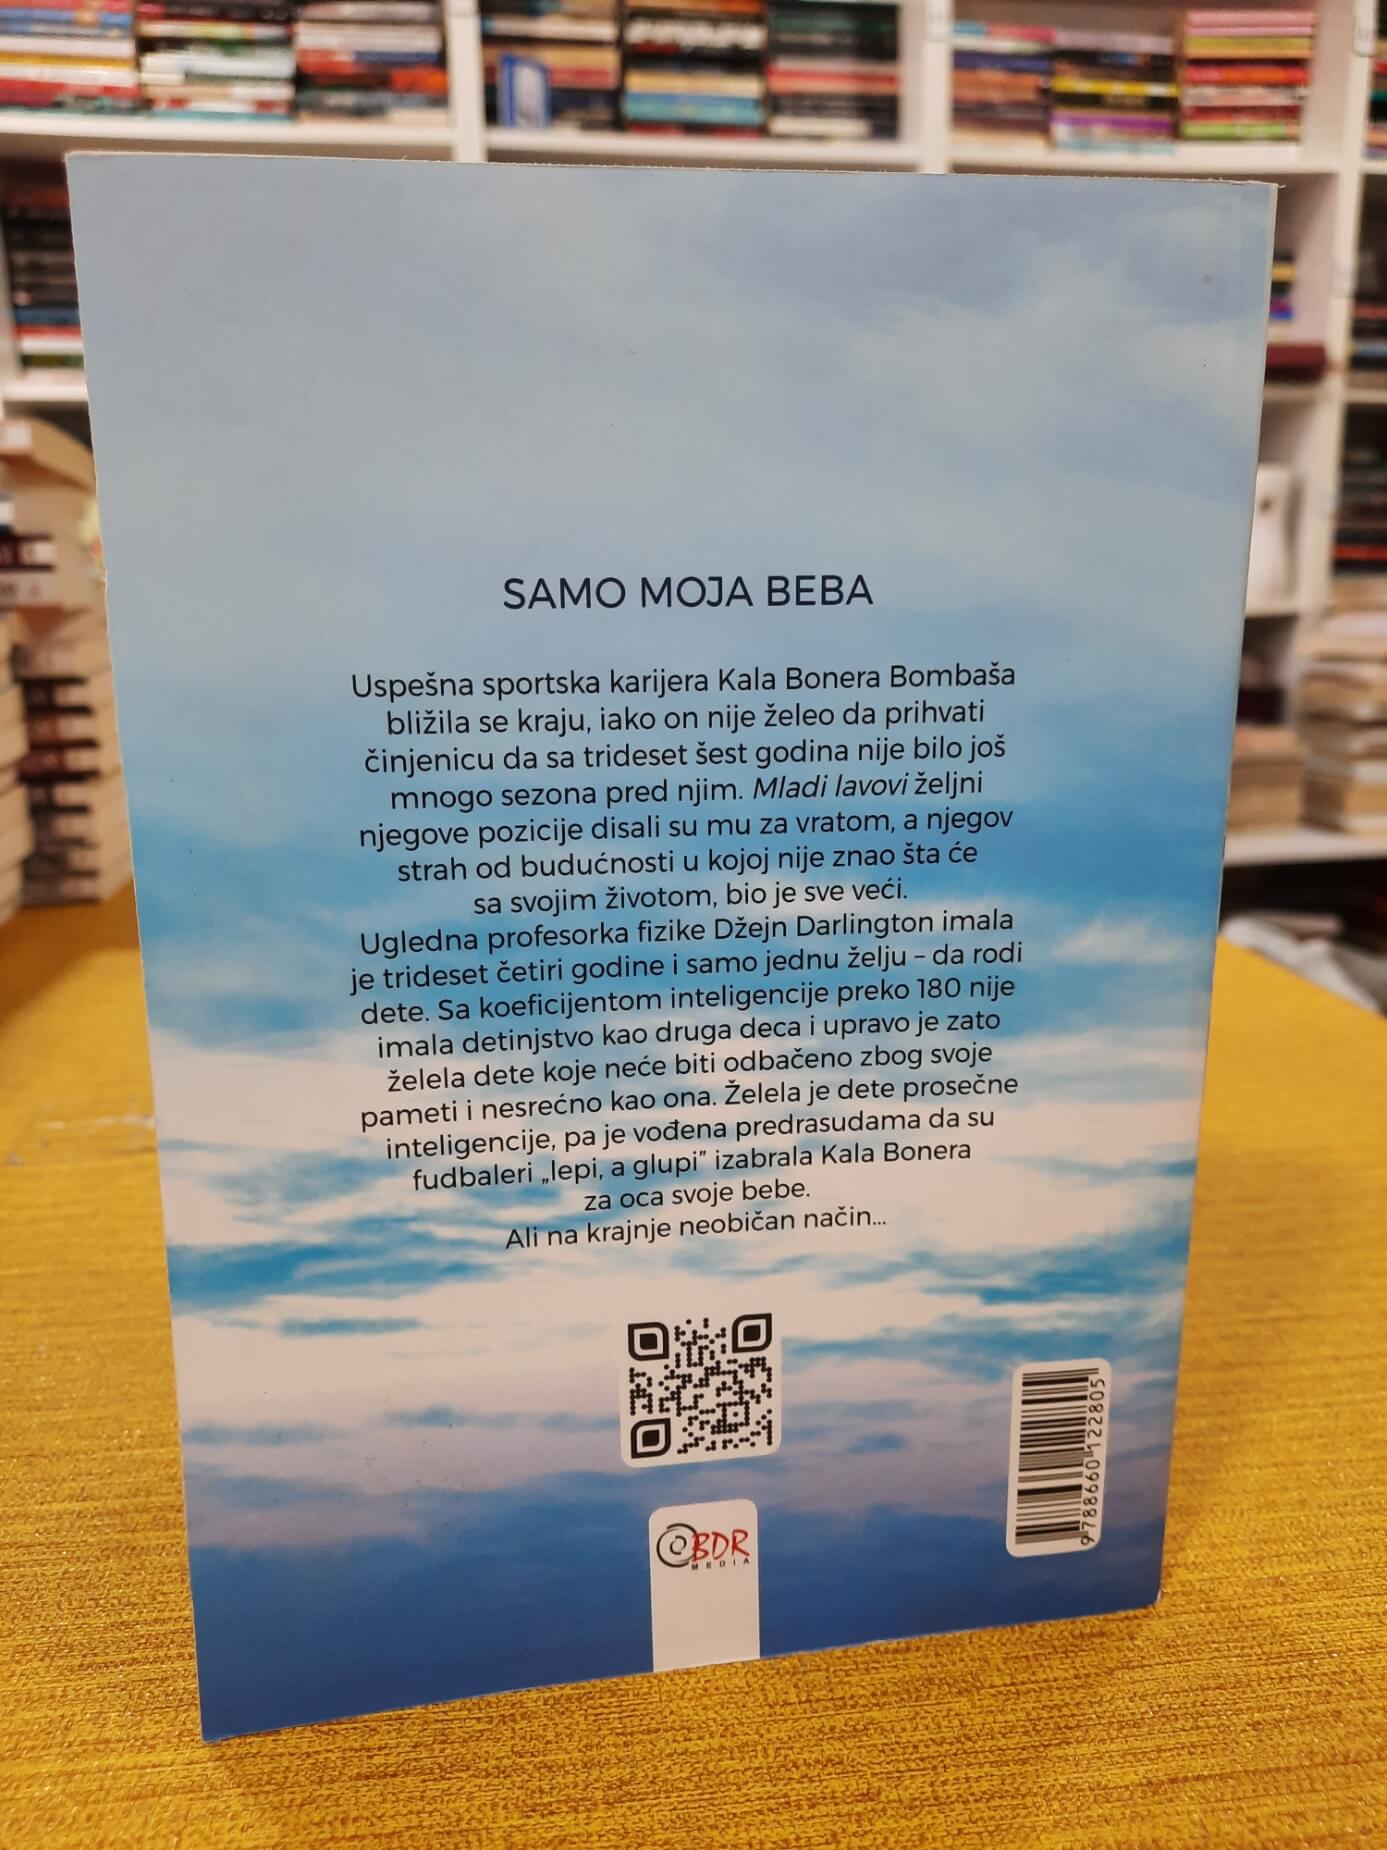 SAMO MOJA BEBA
Uspešna sportska karijera Kala Bonera Bombaša
bližila se kraju, iako on nije želeo da prihvati
činjenicu da sa trideset šest godina nije bilo još
mnogo sezona pred njim. Mladi lavovi željni
njegove pozicije disali su mu za vratom, a njegov
strah od budućnosti u kojoj nije znao šta će
sa svojim životom, bio je sve veći.
Ugledna profesorka fizike Džejn Darlington imala
je trideset četiri godine i samo jednu želju – da rodi
dete. Sa koeficijentom inteligencije preko 180 nije
imala detinjstvo kao druga deca i upravo je zato
želela dete koje neće biti odbačeno zbog svoje
pameti i nesrećno kao ona. Želela je dete prosečne
inteligencije, pa je vođena predrasudama da su
fudbaleri „lepi, a glupi” izabrala Kala Bonera
za oca svoje bebe.
Ali na krajnje neobičan način...
9788660122805
BDR
MEDIA